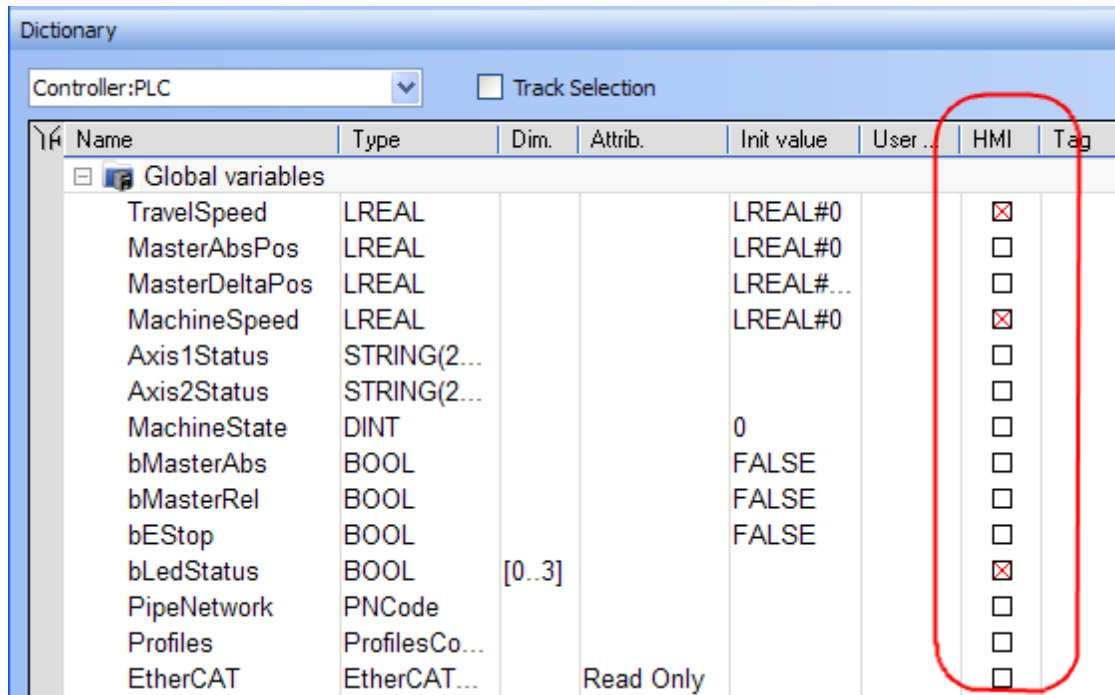 Dictionary
Controller:PLC Track Selection
Name Type Dim. Attrib. Init value User ... HMI Tag
Global variables
TravelSpeed LREAL LREAL#0
MasterAbsPos LREAL LREAL#0
MasterDeltaPos LREAL LREAL#...
MachineSpeed LREAL LREAL#0
Axis1Status STRING(2...
Axis2Status STRING(2...
MachineState DINT 0
bMasterAbs BOOL FALSE
bMasterRel BOOL FALSE
bEStop BOOL FALSE
bLedStatus BOOL [0..3]
PipeNetwork PNCode
Profiles ProfilesCo...
EtherCAT EtherCAT... Read Only